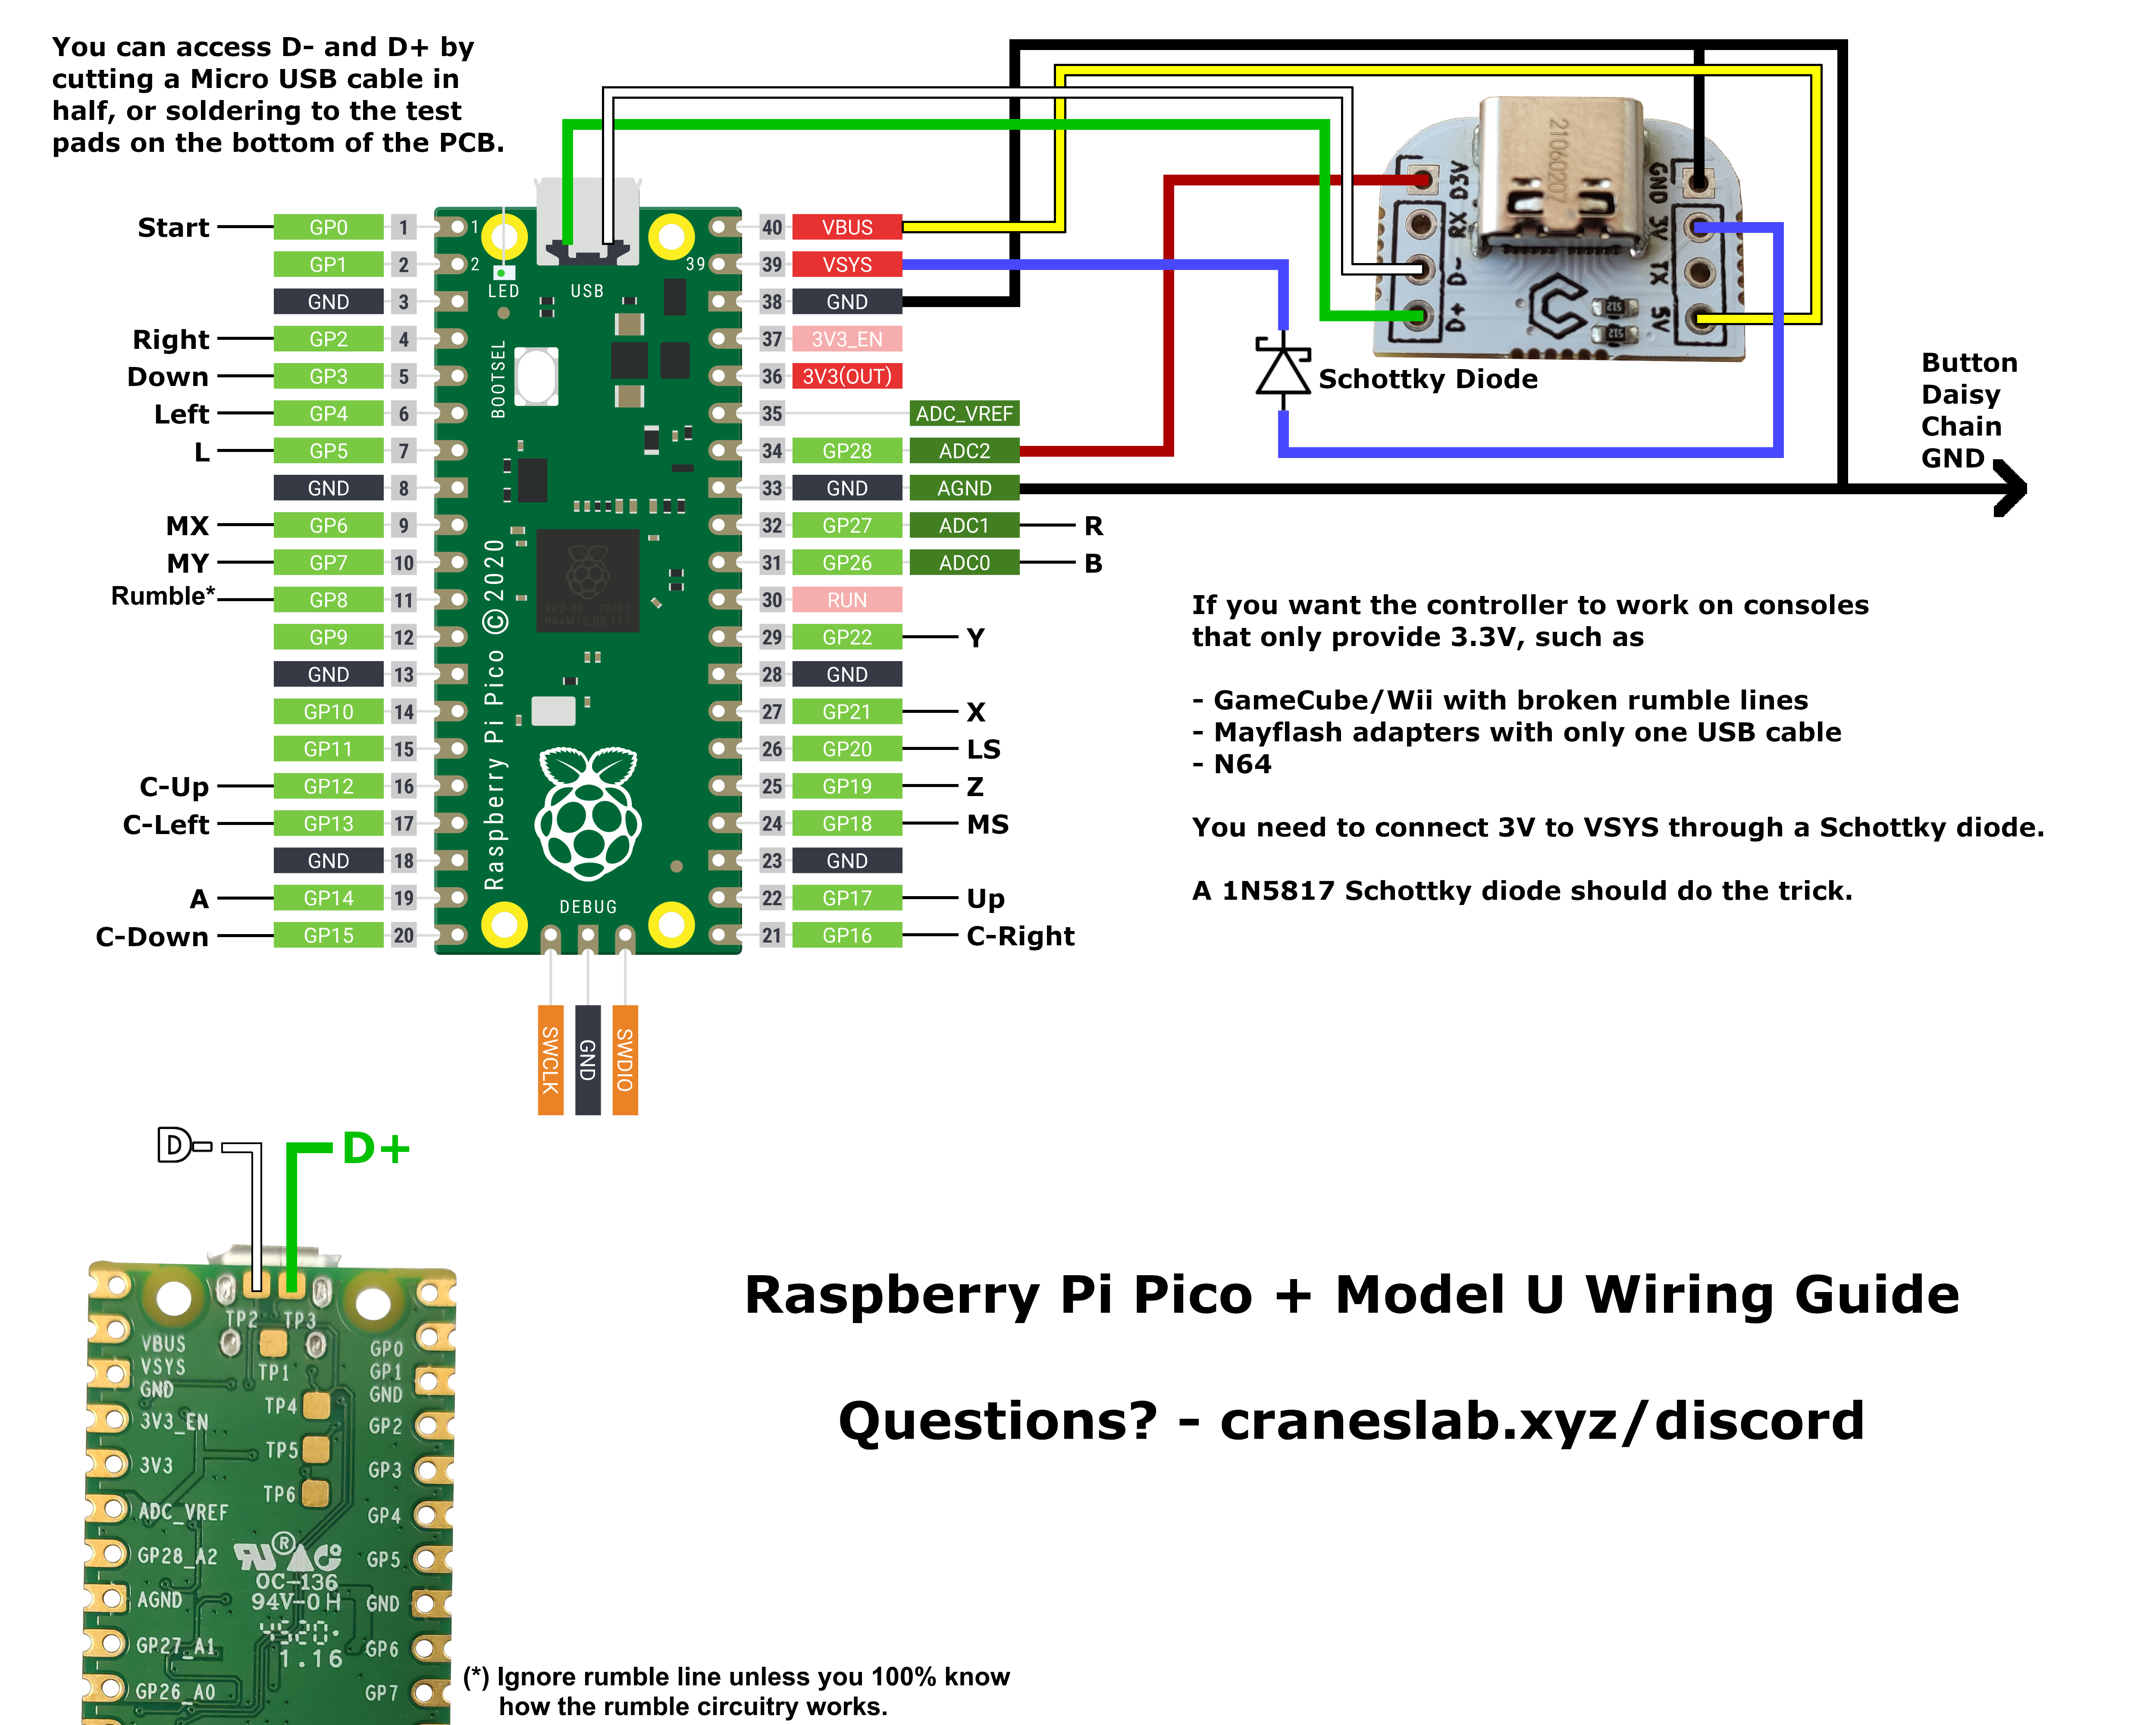 You can access D- and D+ by
cutting a Micro USB cable in
half, or soldering to the test
pads on the bottom of the PCB.
Start GP0 1
GP1 2
GND 3
Right GP2 4
Down GP3 5
Left GP4 6
L GP5 7
GND 8
MX GP6 9
MY GP7 10
Rumble* GP8 11
GP9 12
GND 13
GP10 14
GP11 15
C-Up GP12 16
C-Left GP13 17
GND 18
A GP14 19
C-Down GP15 20
1
2
39
LED
USB
BOOTSEL
Raspberry Pi Pico ©2020
DEBUG
SWCLK
GND
SWDIO
40 VBUS
39 VSYS
38 GND
37 3V3_EN
36 3V3(OUT)
35 ADC_VREF
34 GP28 ADC2
33 GND AGND
32 GP27 ADC1 R
31 GP26 ADC0 B
30 RUN
29 GP22 Y
28 GND
27 GP21 X
26 GP20 LS
25 GP19 Z
24 GP18 MS
23 GND
22 GP17 Up
21 GP16 C-Right
21060207
D3V
RX
D-
D+
GND
3V
TX
5V
512
512
Schottky Diode
Button
Daisy
Chain
GND
If you want the controller to work on consoles
that only provide 3.3V, such as
- GameCube/Wii with broken rumble lines
- Mayflash adapters with only one USB cable
- N64
You need to connect 3V to VSYS through a Schottky diode.
A 1N5817 Schottky diode should do the trick.
D-
D+
TP2 TP3
TP1
TP4
TP5
TP6
VBUS
VSYS
GND
3V3_EN
3V3
ADC_VREF
GP28_A2
AGND
GP27_A1
GP26_A0
GP0
GP1
GND
GP2
GP3
GP4
GP5
GND
GP6
GP7
OC-136
94V-0H
4520
1.16
Raspberry Pi Pico + Model U Wiring Guide
Questions? - craneslab.xyz/discord
(*) Ignore rumble line unless you 100% know
how the rumble circuitry works.